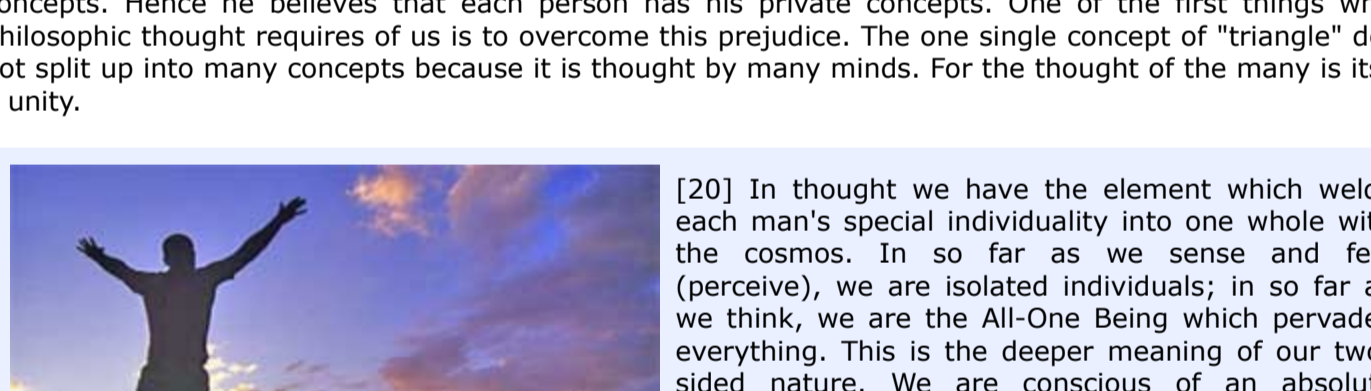 oncepts. Hence he believes that each person has his private concepts. One of the first things wh
hilosophic thought requires of us is to overcome this prejudice. The one single concept of "triangle" d
ot split up into many concepts because it is thought by many minds. For the thought of the many is its
unity.
[20] In thought we have the element which weld
each man's special individuality into one whole wit
the cosmos. In so far as we sense and fe
(perceive), we are isolated individuals; in so far a
we think, we are the All-One Being which pervade
everything. This is the deeper meaning of our two
sided nature. We are conscious of an absolu